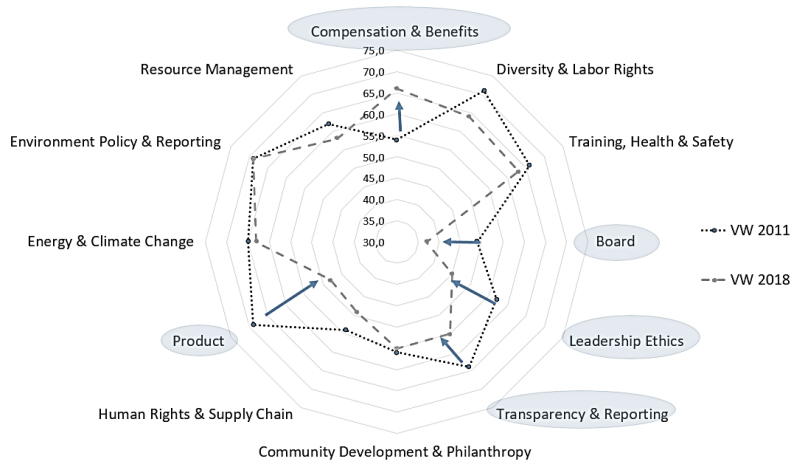 Compensation & Benefits
75,0
Resource Management
Diversity & Labor Rights
70,0
65,0
60,0
Environment Policy & Reporting
Training, Health & Safety
55,0
50,0
45,0
40,0
35,0
Energy & Climate Change
30,0
Board
VW 2011
VW 2018
Product
Leadership Ethics
Human Rights & Supply Chain
Transparency & Reporting
Community Development & Philanthropy